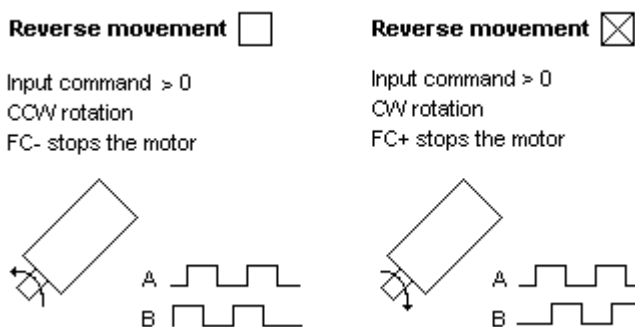 Reverse movement
Input command > 0
CCW rotation
FC- stops the motor
A
B
Reverse movement
Input command > 0
CW rotation
FC+ stops the motor
A
B